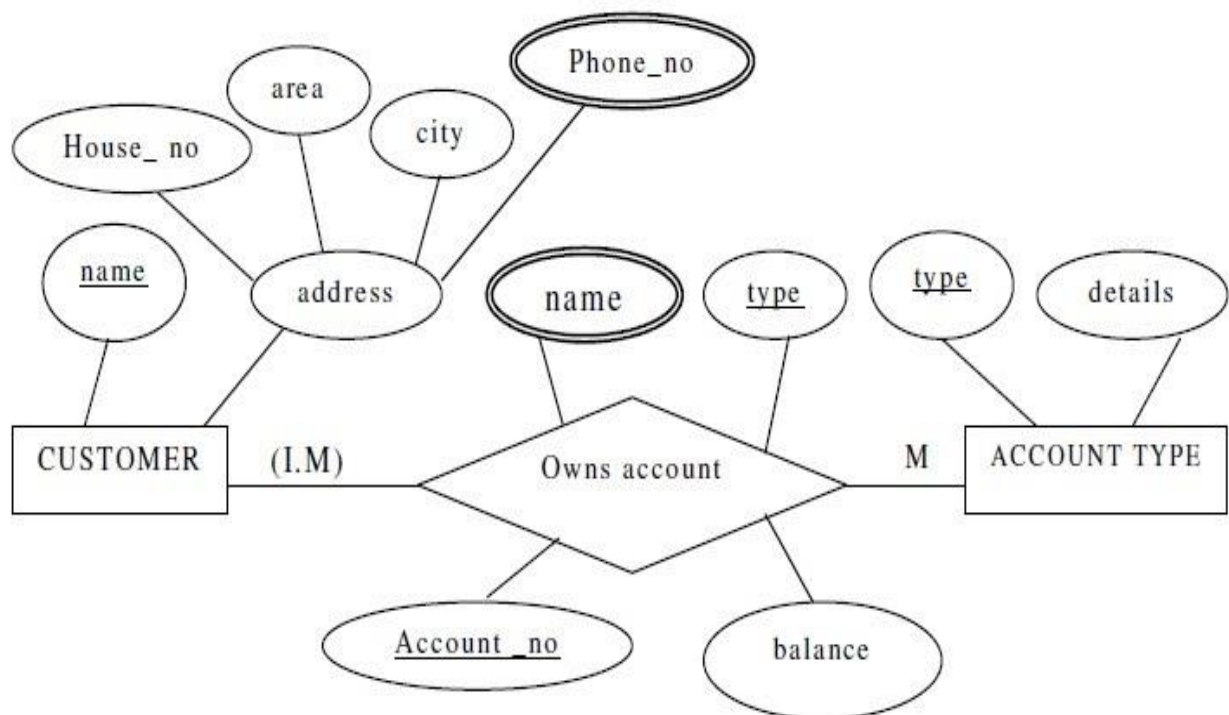 Phone_no
area
city
House_ no
name
address
name
type
type
details
CUSTOMER
(I.M)
Owns account
M
ACCOUNT TYPE
Account _no
balance